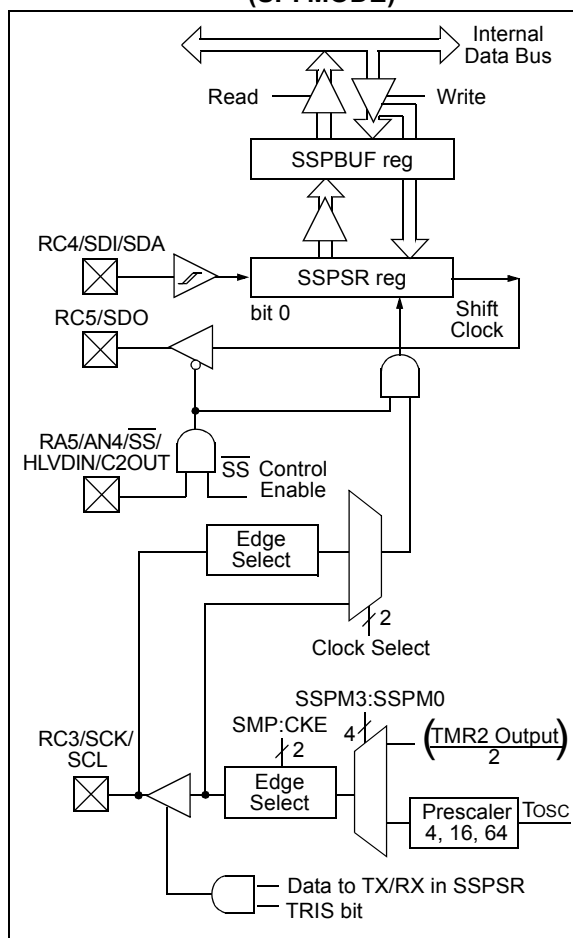 Internal
Data Bus
Read
Write
SSPBUF reg
RC4/SDI/SDA
SSPSR reg
bit 0
Shift
Clock
RC5/SDO
RA5/AN4/SS/
HLVDIN/C2OUT
SS Control
Enable
Edge
Select
2
Clock Select
SSPM3:SSPM0
SMP:CKE
4
(TMR2 Output)
2
2
RC3/SCK/
SCL
Edge
Select
Prescaler
4, 16, 64
TOSC
Data to TX/RX in SSPSR
TRIS bit